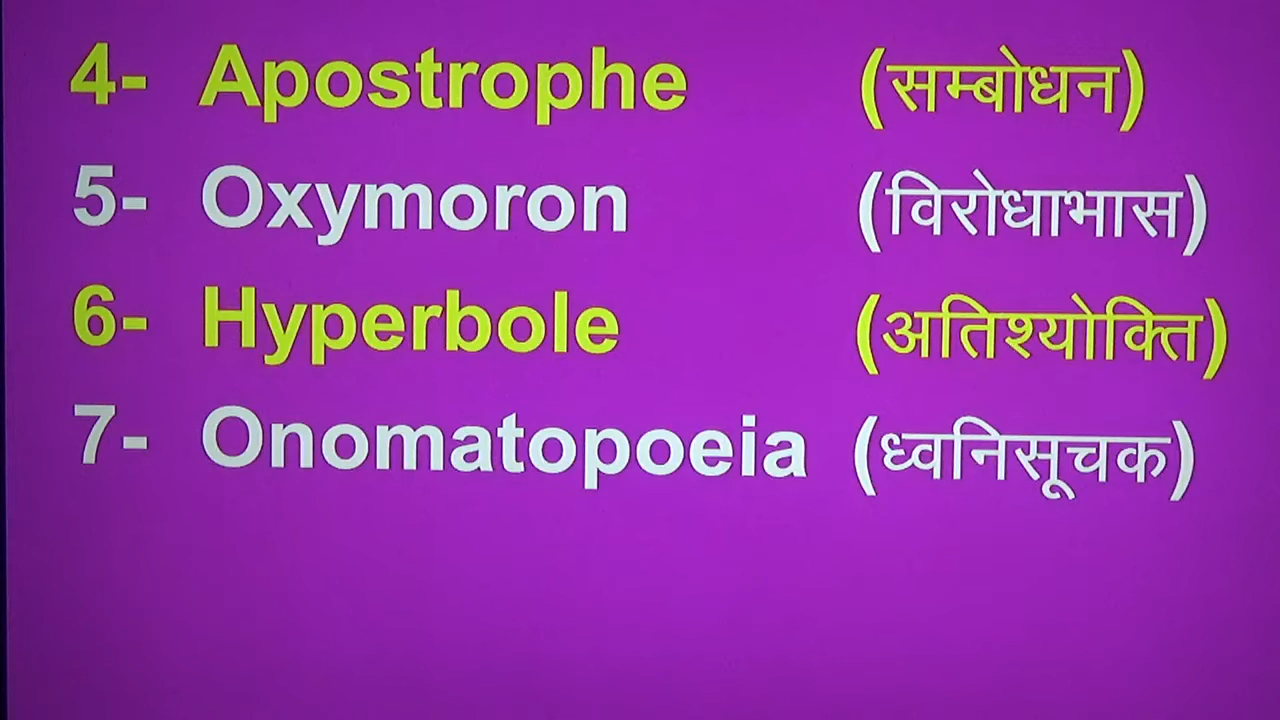 4- Apostrophe (सम्बोधन)
5- Oxymoron (विरोधाभास)
6- Hyperbole (अतिश्योक्ति)
7- Onomatopoeia (ध्वनिसूचक)